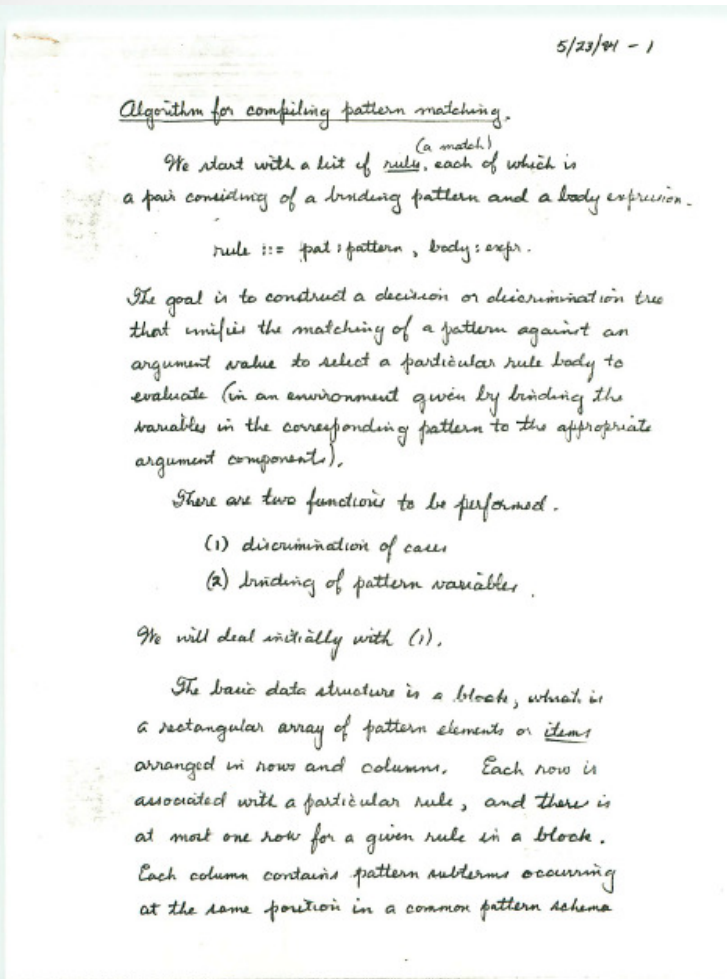 5/23/84 - 1
Algorithm for compiling pattern matching.
(a match)
We start with a list of rules, each of which is
a pair consisting of a binding pattern and a body expression.
rule ::= pat : pattern , body : expr.
The goal is to construct a decision or discrimination tree
that unifies the matching of a pattern against an
argument value to select a particular rule body to
evaluate (in an environment given by binding the
variables in the corresponding pattern to the appropriate
argument components).
There are two functions to be performed.
(1) discrimination of cases
(2) binding of pattern variables.
We will deal initially with (1).
The basic data structure is a block, which is
a rectangular array of pattern elements or items
arranged in rows and columns. Each row is
associated with a particular rule, and there is
at most one row for a given rule in a block.
Each column contains pattern subterms occurring
at the same position in a common pattern schema